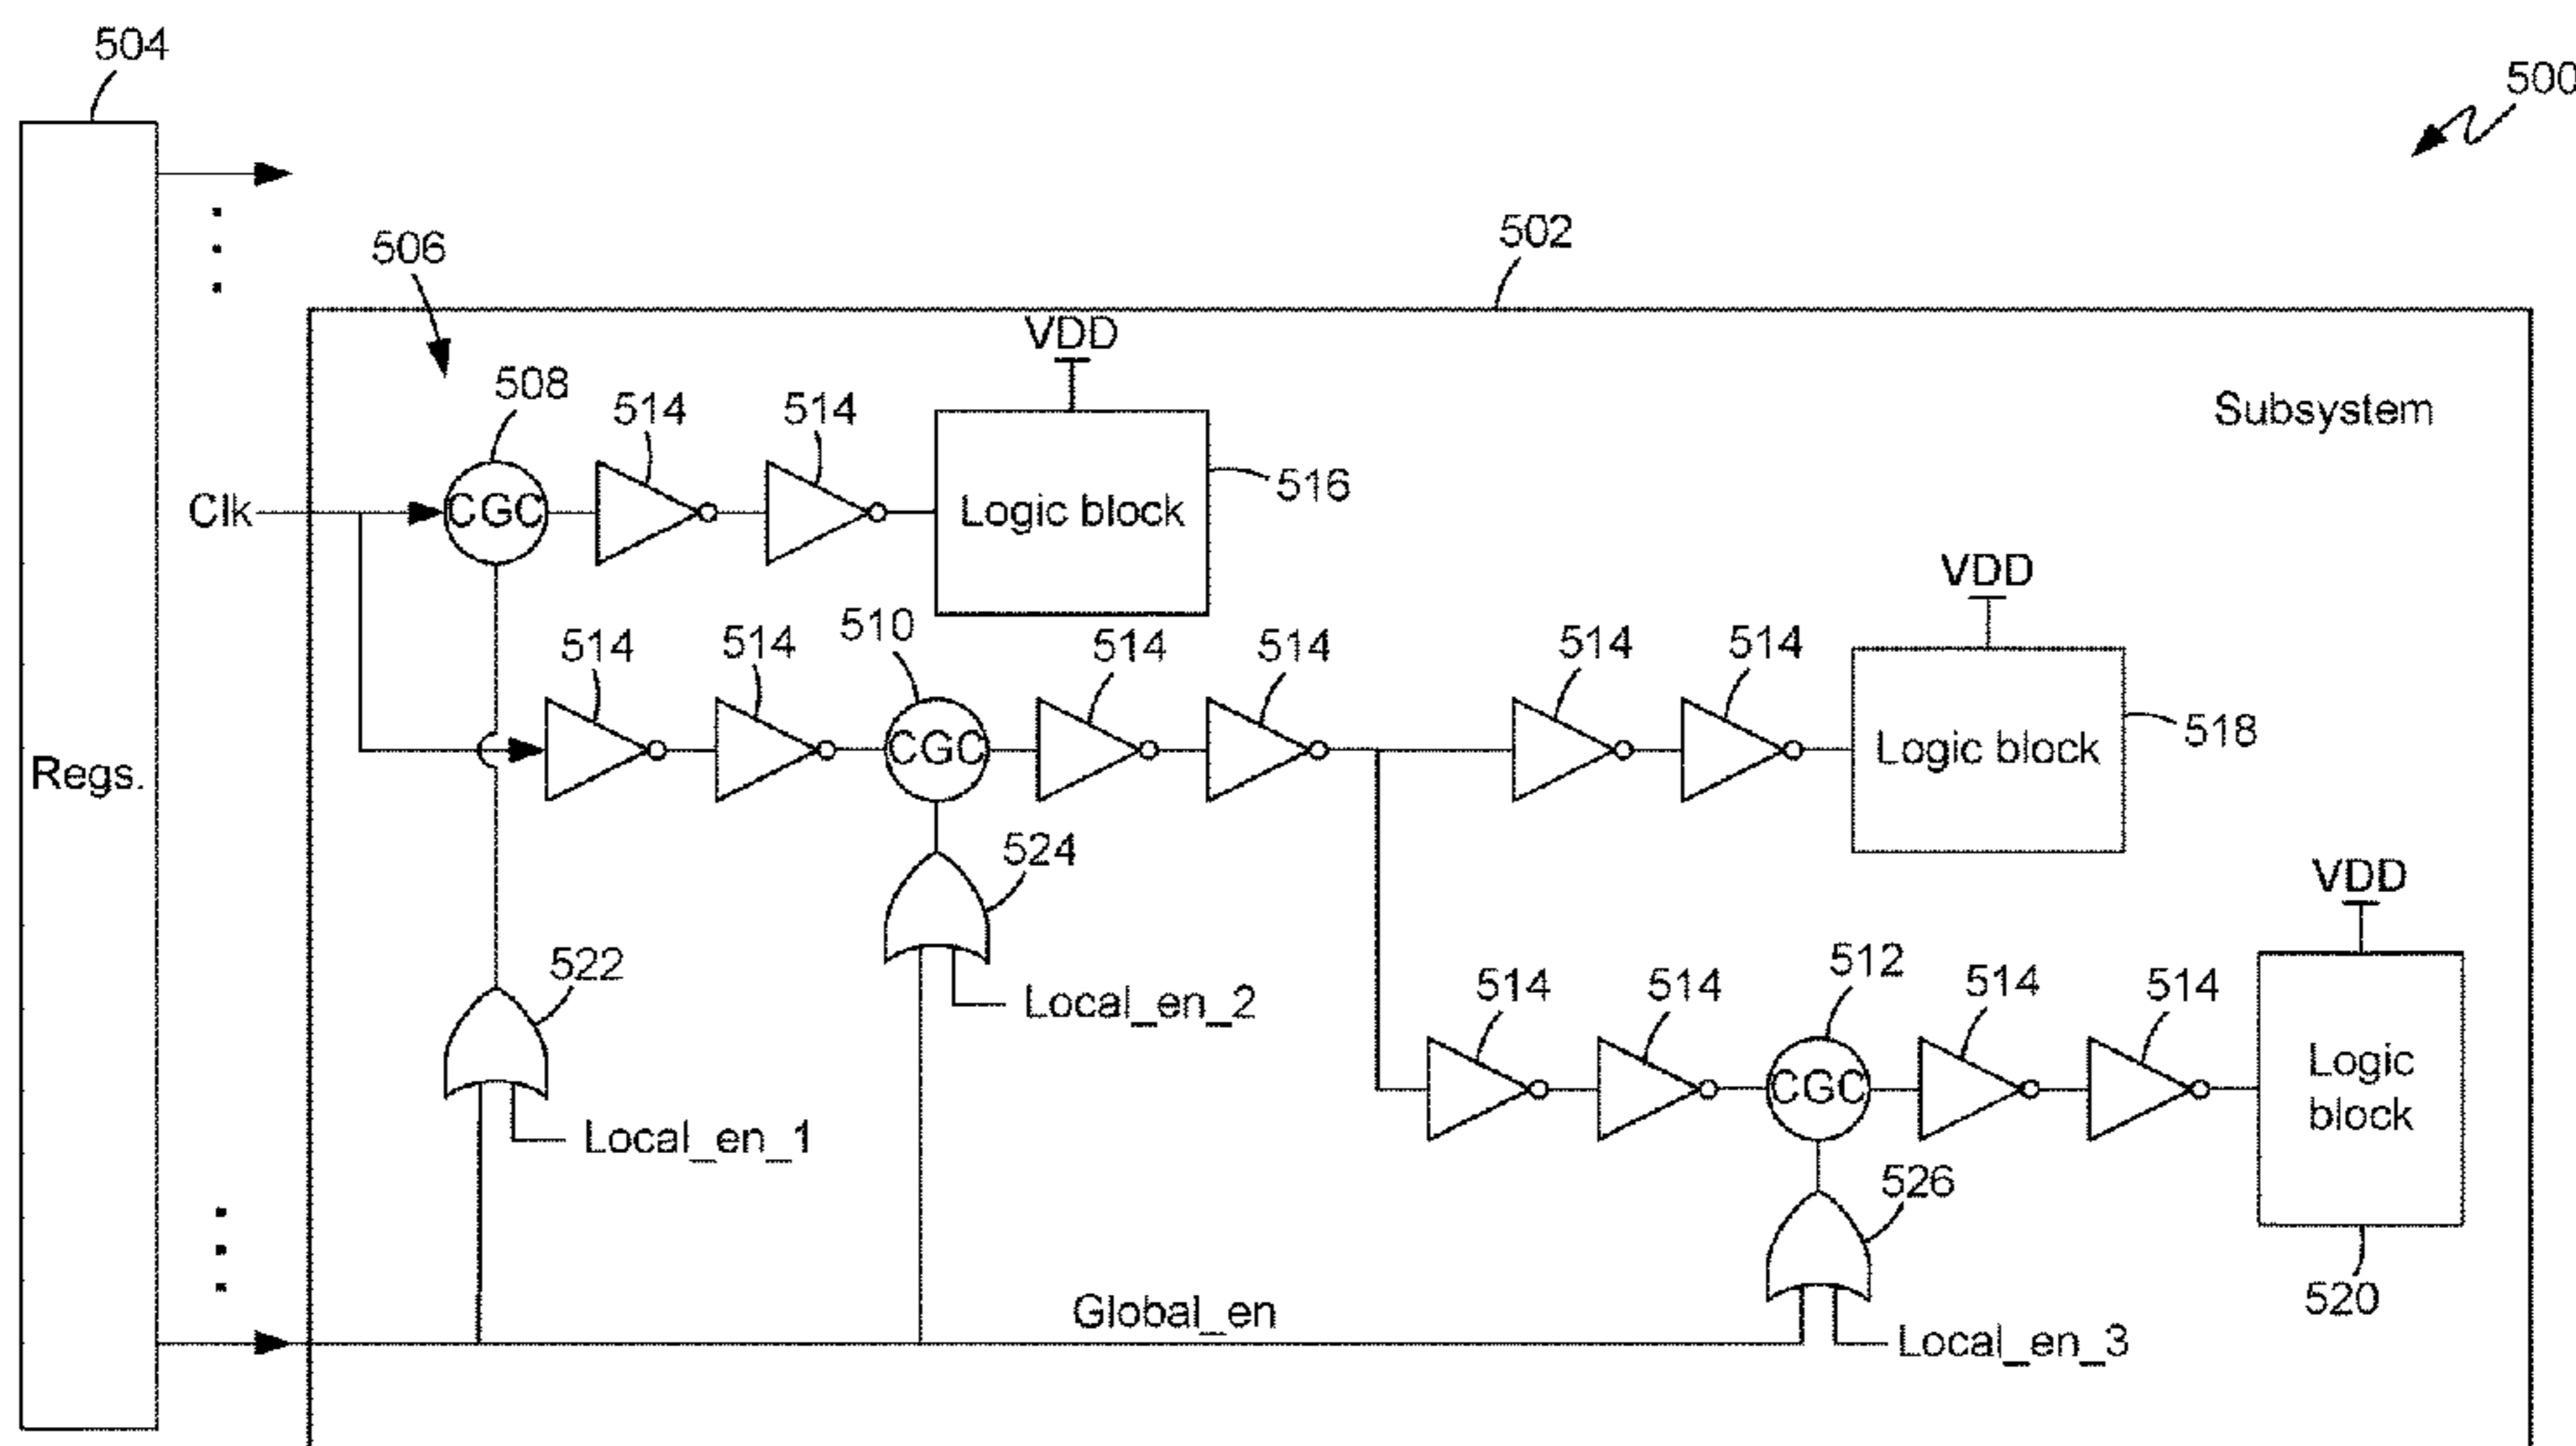 504
500
502
506
VDD
508
514
514
Subsystem
516
Clk
CGC
Logic block
VDD
510
514
514
514
514
514
514
518
CGC
Logic block
Regs.
524
VDD
522
Local_en_2
512
514
514
514
514
CGC
Logic
block
Local_en_1
526
Global_en
520
Local_en_3